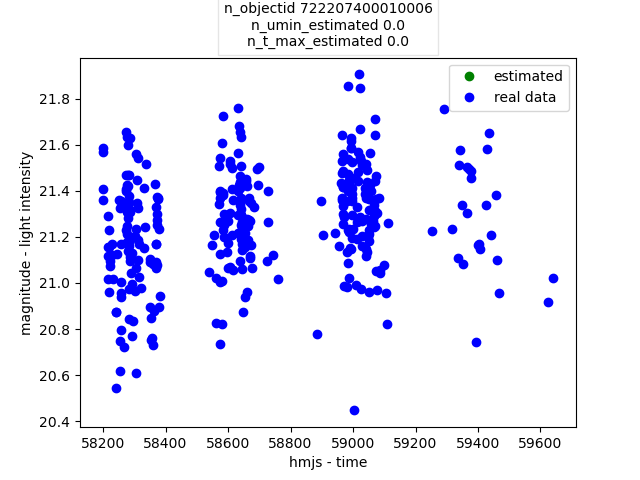 n_objectid 722207400010006
n_umin_estimated 0.0
n_t_max_estimated 0.0
estimated
real data
21.8
21.6
21.4
21.2
21.0
20.8
20.6
20.4
magnitude - light intensity
58200 58400 58600 58800 59000 59200 59400 59600
hmjs - time